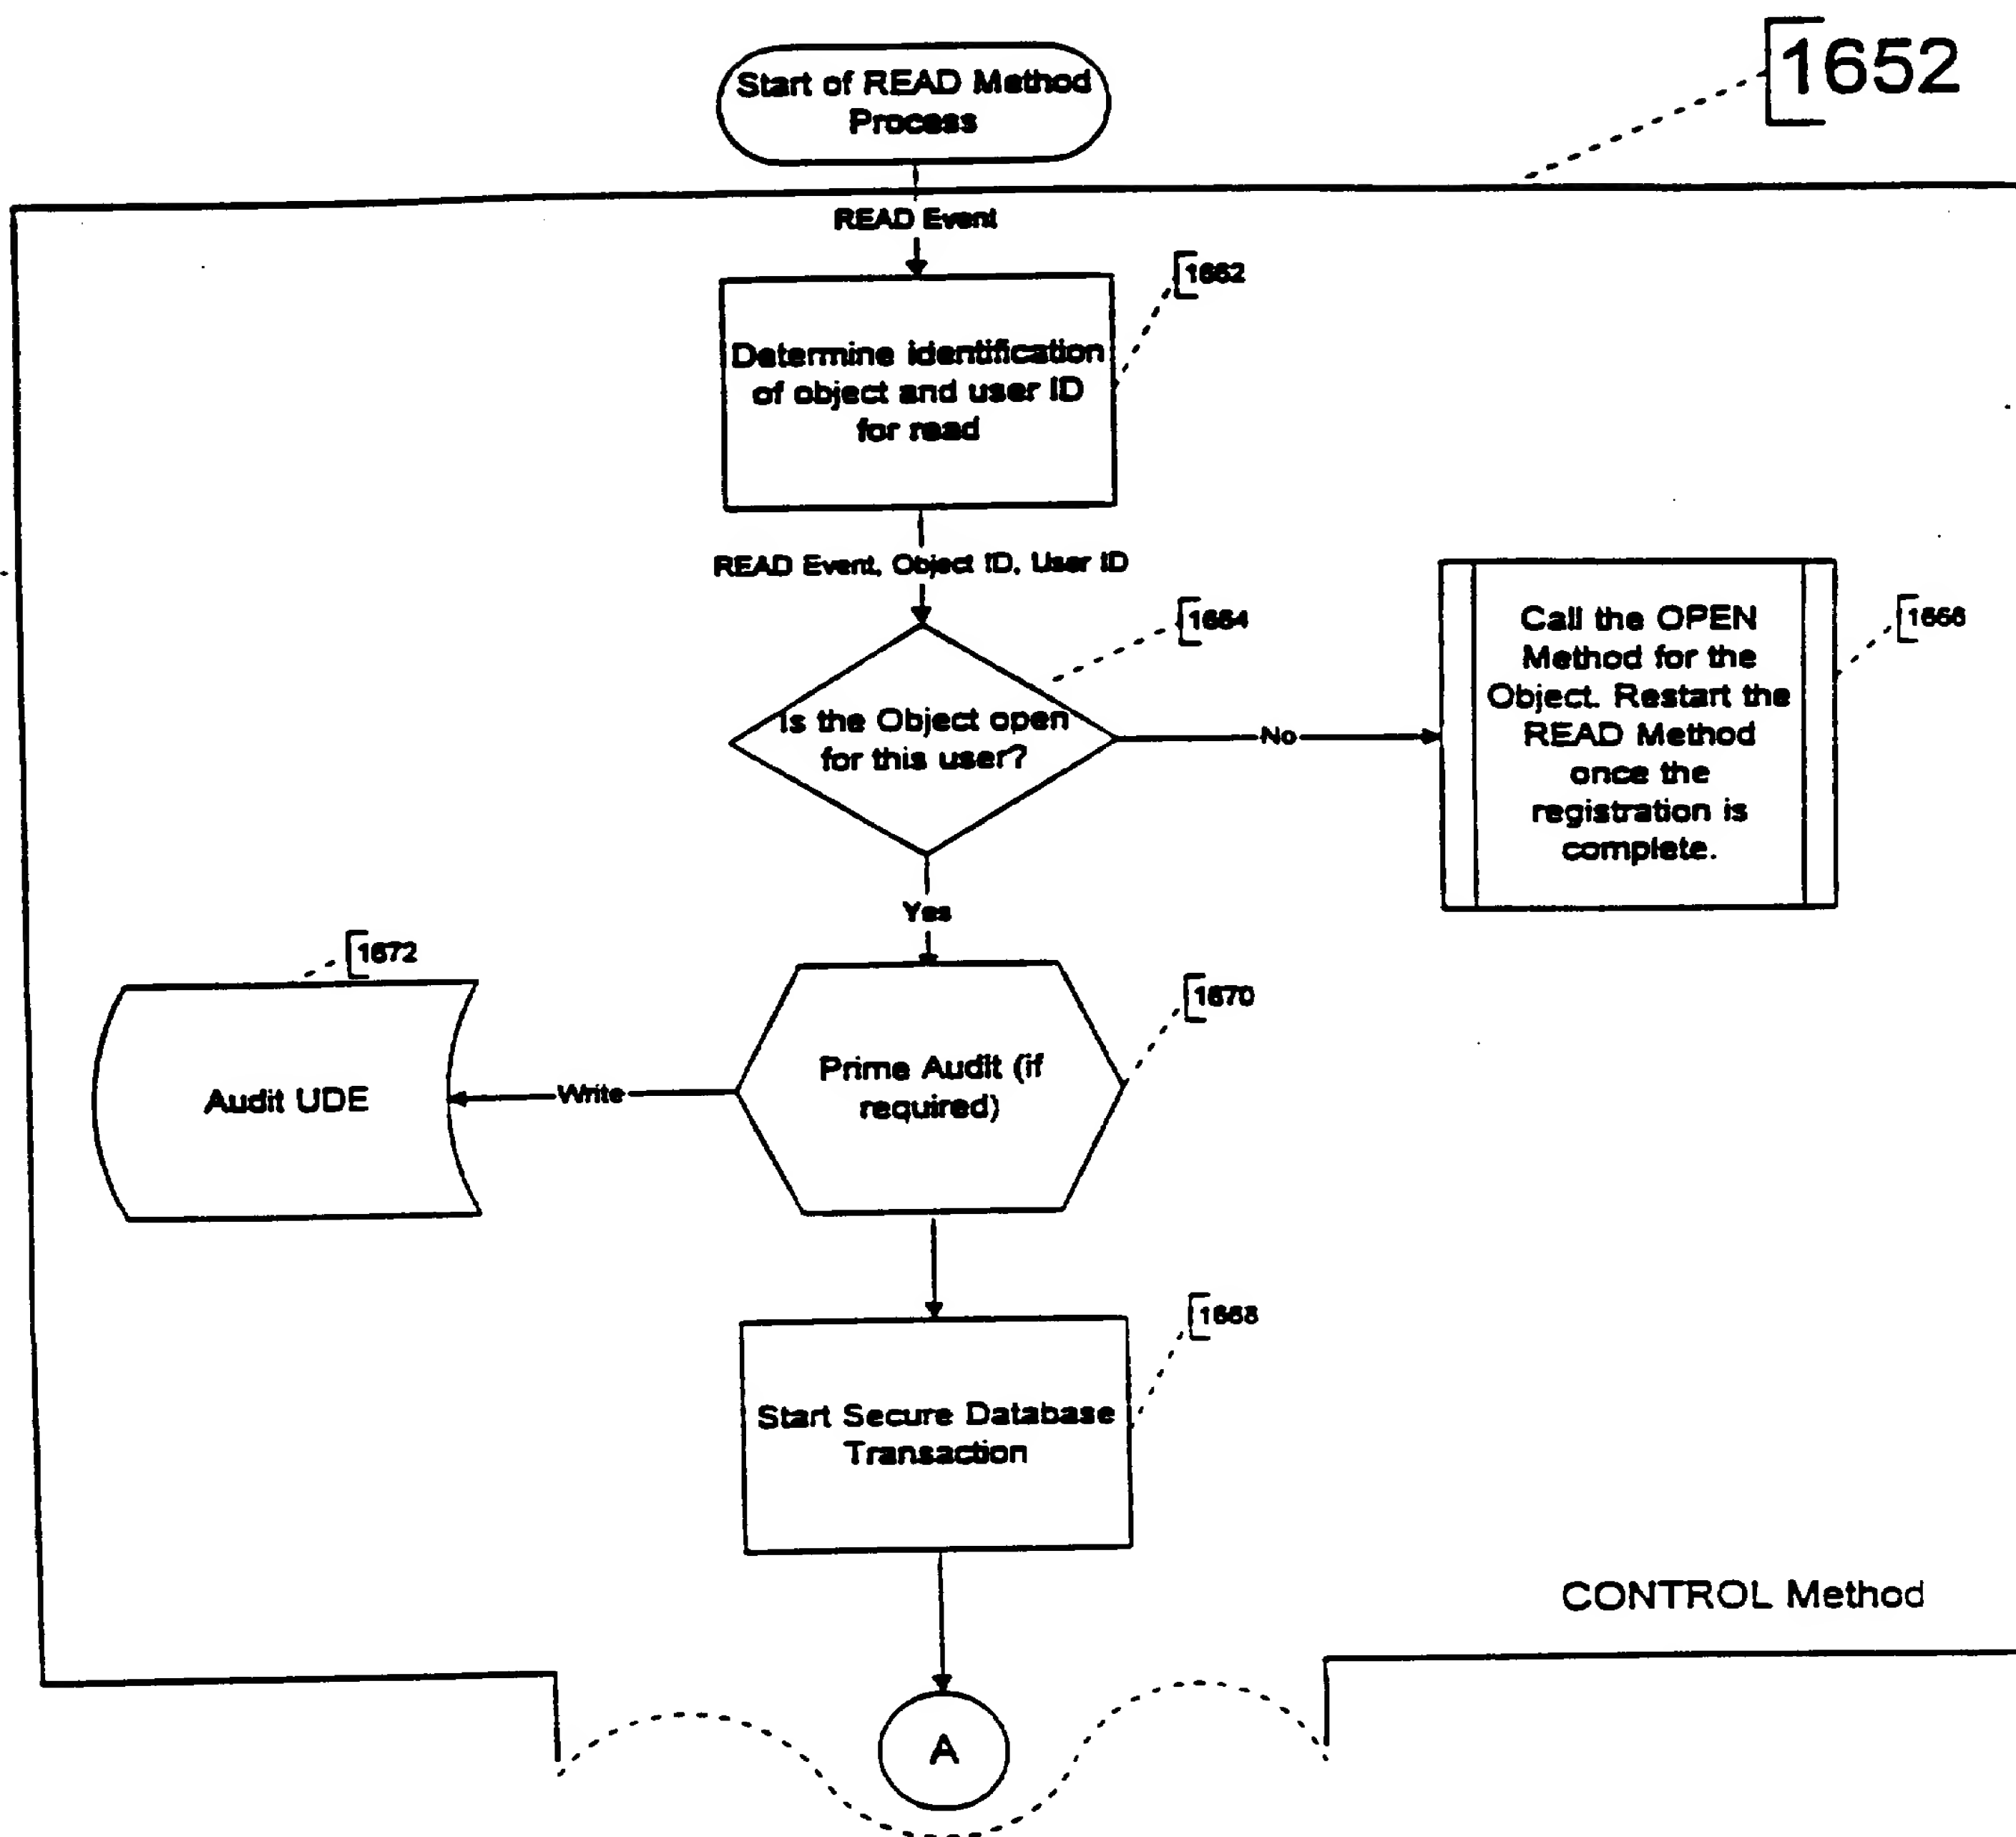 1652
Start of READ Method
Process
READ Event
1662
Determine identification
of object and user ID
for read
READ Event, Object ID, User ID
1664
Is the Object open
for this user?
No
Call the OPEN
Method for the
Object. Restart the
READ Method
once the
registration is
complete.
1666
Yes
1672
Audit UDE
Write
Prime Audit (if
required)
1670
1668
Start Secure Database
Transaction
CONTROL Method
A